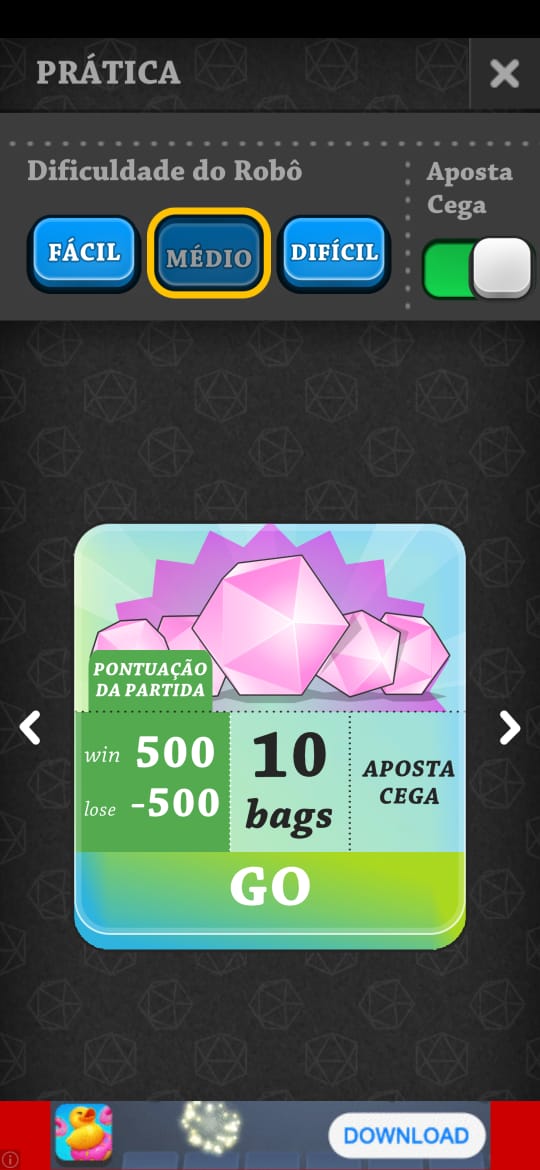 PRÁTICA
Dificuldade do Robô
Aposta
Cega
FÁCIL
MÉDIO
DIFÍCIL
PONTUAÇÃO
DA PARTIDA
win 500
lose -500
10
bags
APOSTA
CEGA
GO
DOWNLOAD